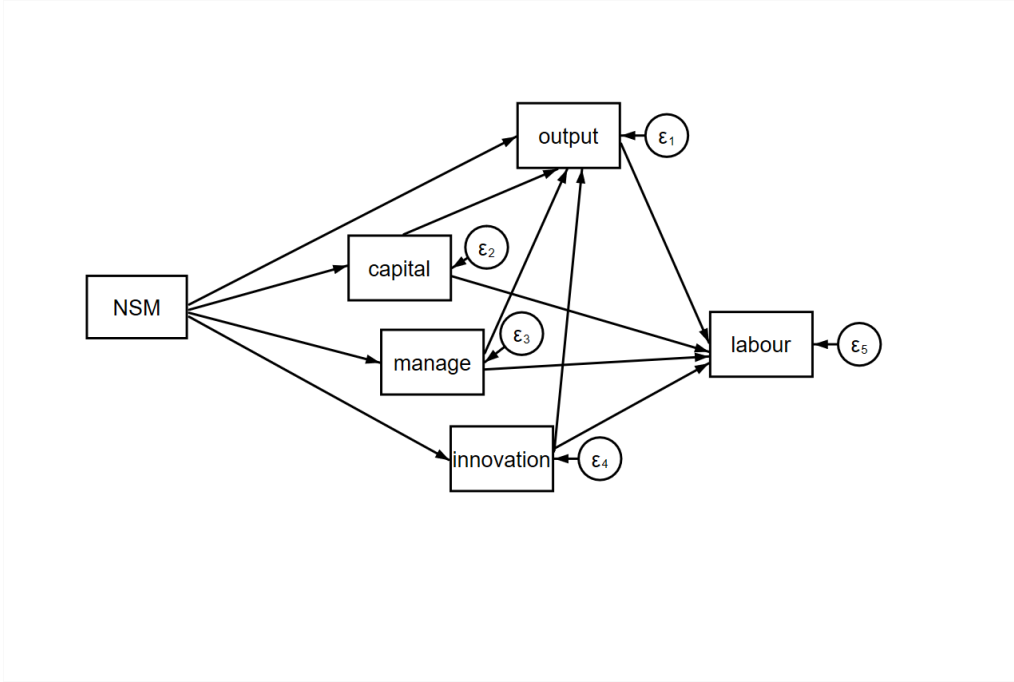 output
ε1
capital
ε2
NSM
manage
ε3
labour
ε5
innovation
ε4